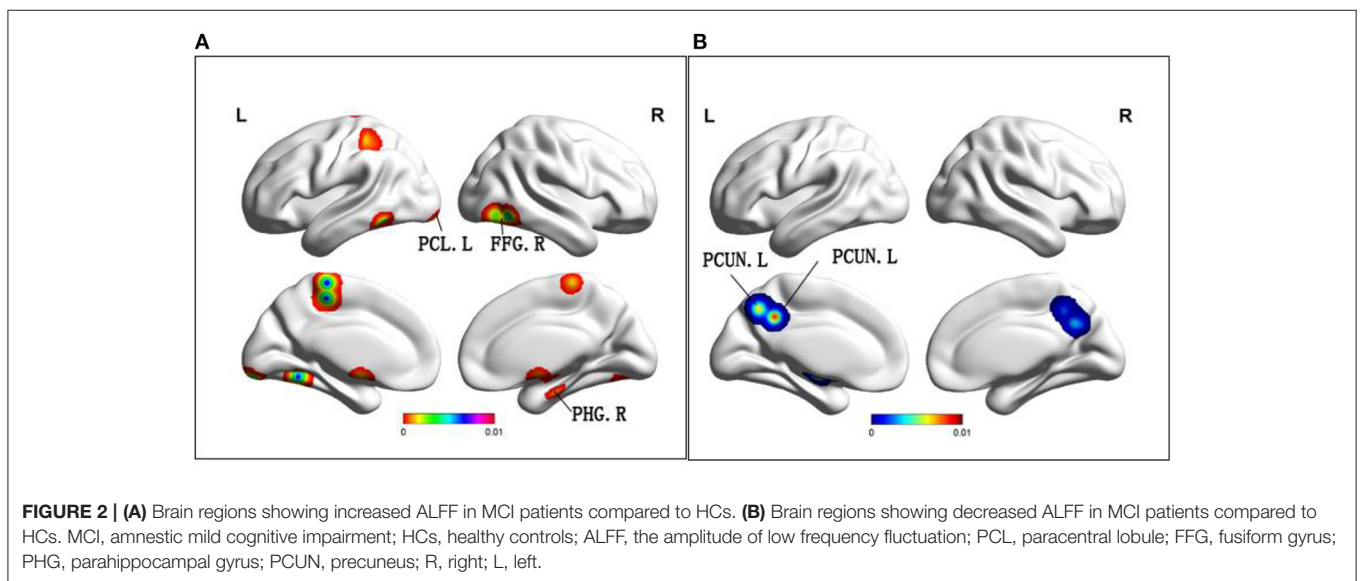 A
B
L
R
L
R
PCL. L
FFG. R
PCUN. L
PCUN. L
PHG. R
0
0.01
0
0.01
FIGURE 2 | (A) Brain regions showing increased ALFF in MCI patients compared to HCs. (B) Brain regions showing decreased ALFF in MCI patients compared to
HCs. MCI, amnestic mild cognitive impairment; HCs, healthy controls; ALFF, the amplitude of low frequency fluctuation; PCL, paracentral lobule; FFG, fusiform gyrus;
PHG, parahippocampal gyrus; PCUN, precuneus; R, right; L, left.